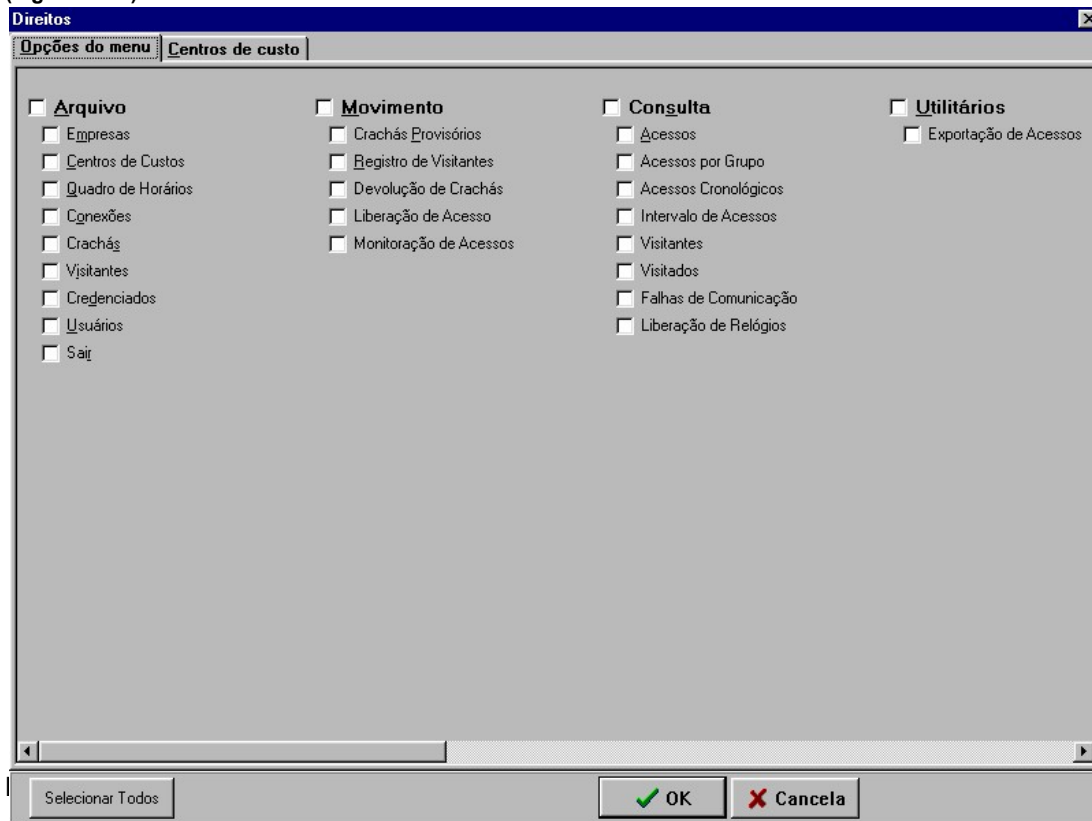 Direitos
Opções do menu
Centros de custo
Arquivo
Empresas
Centros de Custos
Quadro de Horários
Conexões
Crachás
Visitantes
Credenciados
Usuários
Sair
Movimento
Crachás Provisórios
Registro de Visitantes
Devolução de Crachás
Liberação de Acesso
Monitoração de Acessos
Consulta
Acessos
Acessos por Grupo
Acessos Cronológicos
Intervalo de Acessos
Visitantes
Visitados
Falhas de Comunicação
Liberação de Relógios
Utilitários
Exportação de Acessos
Selecionar Todos
OK
Cancela